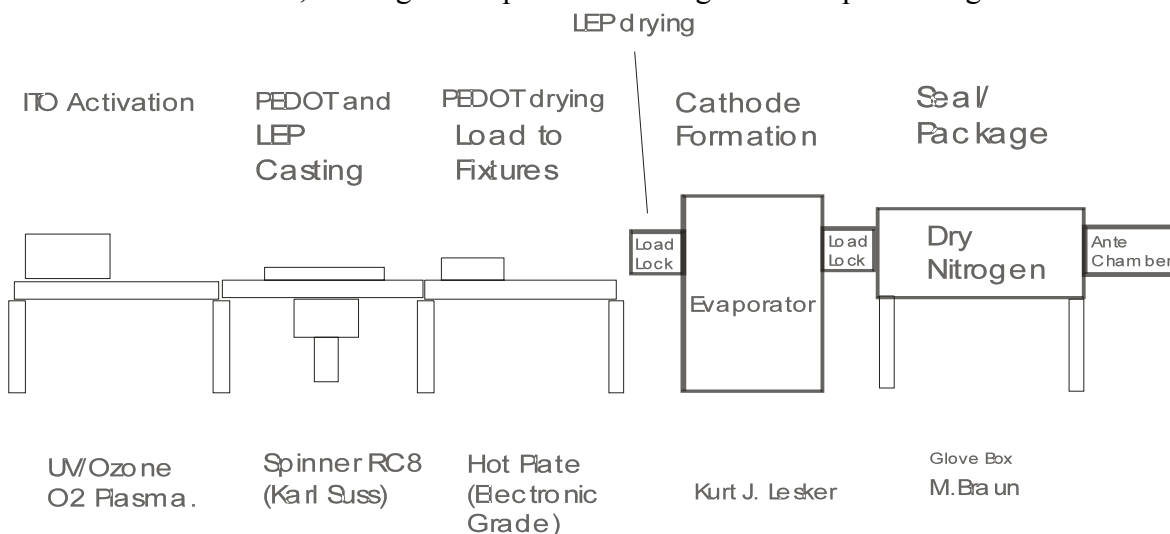 LEP drying
ITO Activation
PEDOT and
LEP
Casting
PEDOT drying
Load to
Fixtures
Cathode
Formation
Seal/
Package
Load
Lock
Evaporator
Load
Lock
Dry
Nitrogen
Ante
Chamber
UV/Ozone
O2 Plasma.
Spinner RC8
(Karl Suss)
Hot Plate
(Electronic
Grade)
Kurt J. Lesker
Glove Box
M.Braun